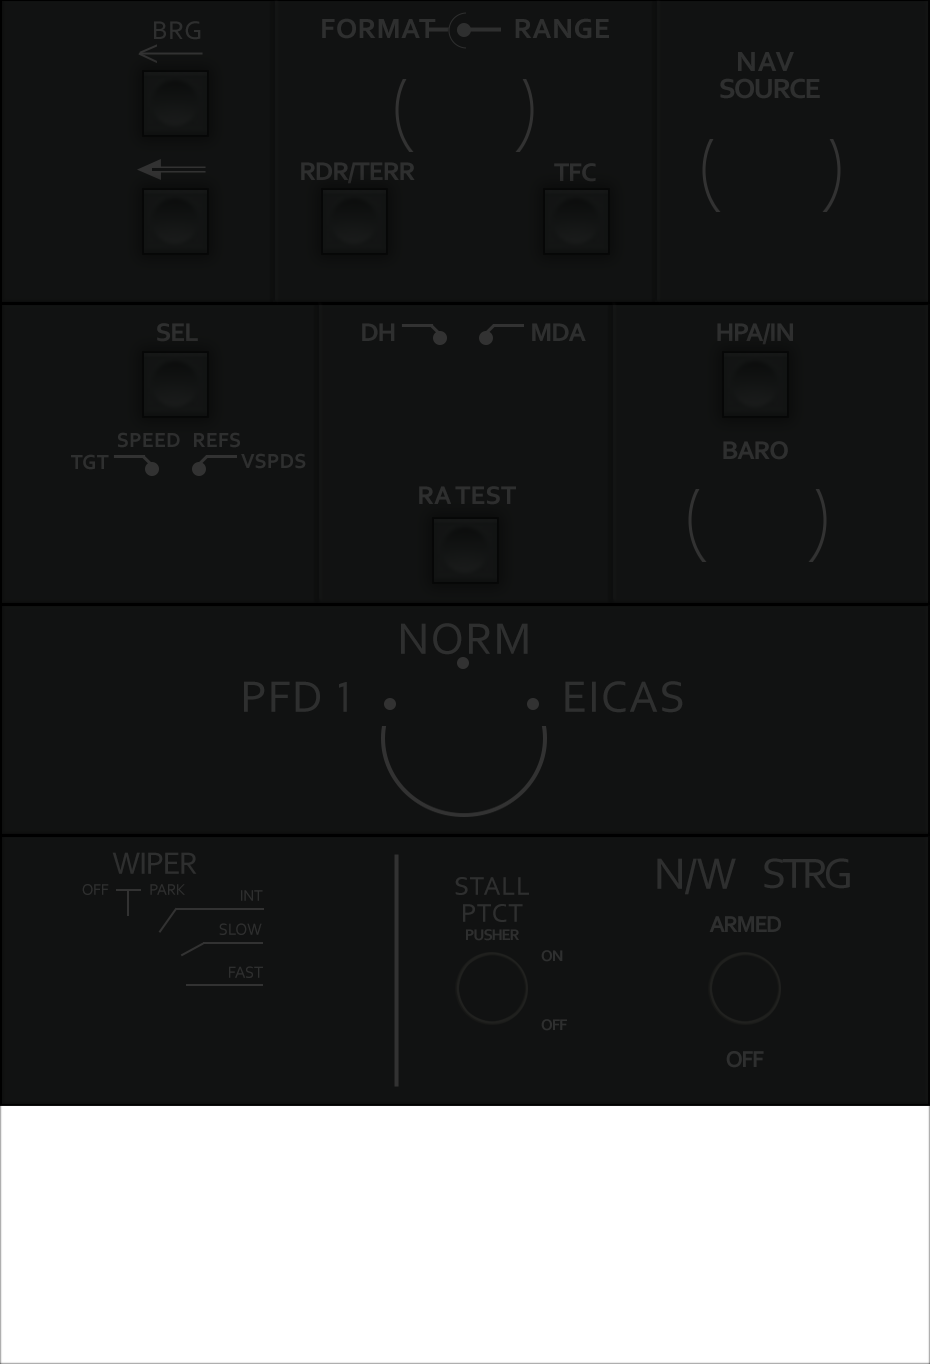 BRG
FORMAT RANGE
NAV
SOURCE
RDR/TERR
TFC
SEL
DH MDA
HPA/IN
SPEED REFS
TGT VSPDS
BARO
RA TEST
NORM
PFD 1 EICAS
WIPER
OFF PARK
INT
SLOW
FAST
STALL
PTCT
PUSHER
ON
OFF
N/W STRG
ARMED
OFF